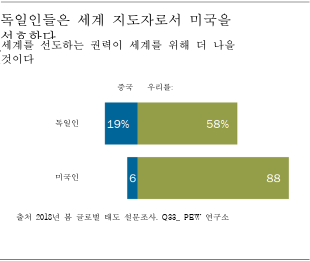 독일인들은 세계 지도자로서 미국을
선호한다
세계를 선도하는 권력이 세계를 위해 더 나을
것이다
중국 우리를:
독일인 19% 58%
미국인 6 88
출처 2018년 봄 글로벌 태도 설문조사. Q33_ PEW 연구소